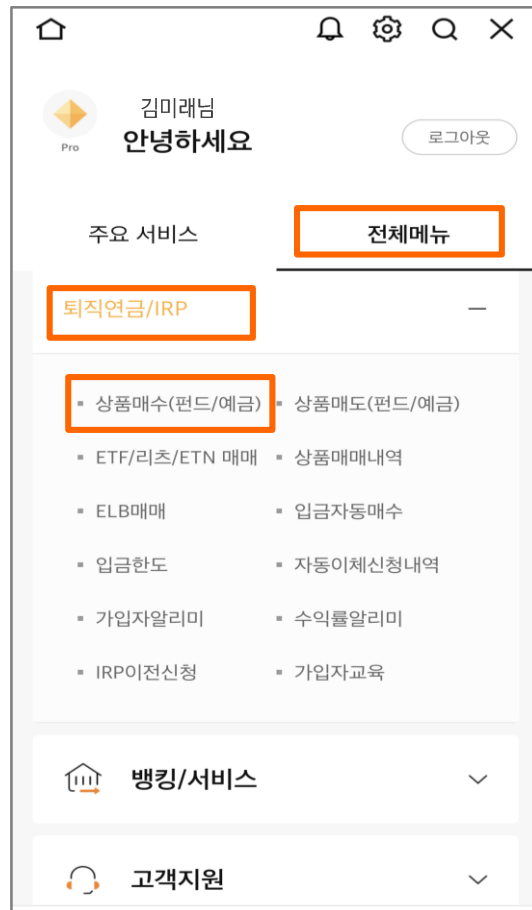 김미래님
Pro
안녕하세요
로그아웃
주요 서비스
전체메뉴
퇴직연금/IRP
상품매수(펀드/예금)
상품매도(펀드/예금)
ETF/리츠/ETN 매매
상품매매내역
ELB매매
입금자동매수
입금한도
자동이체신청내역
가입자알리미
수익률알리미
IRP이전신청
가입자교육
뱅킹/서비스
고객지원